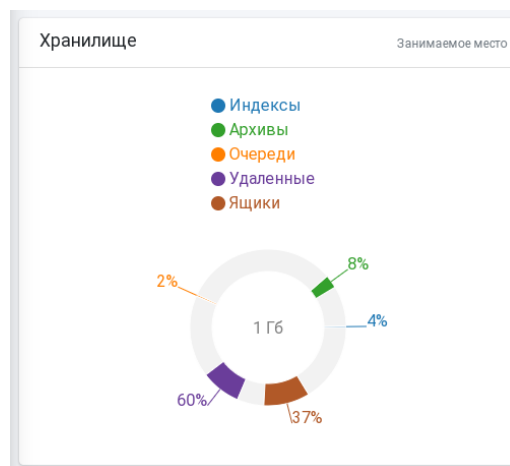 Хранилище
Занимаемое место
Индексы
Архивы
Очереди
Удаленные
Ящики
8%
2%
4%
1 Гб
60%
37%